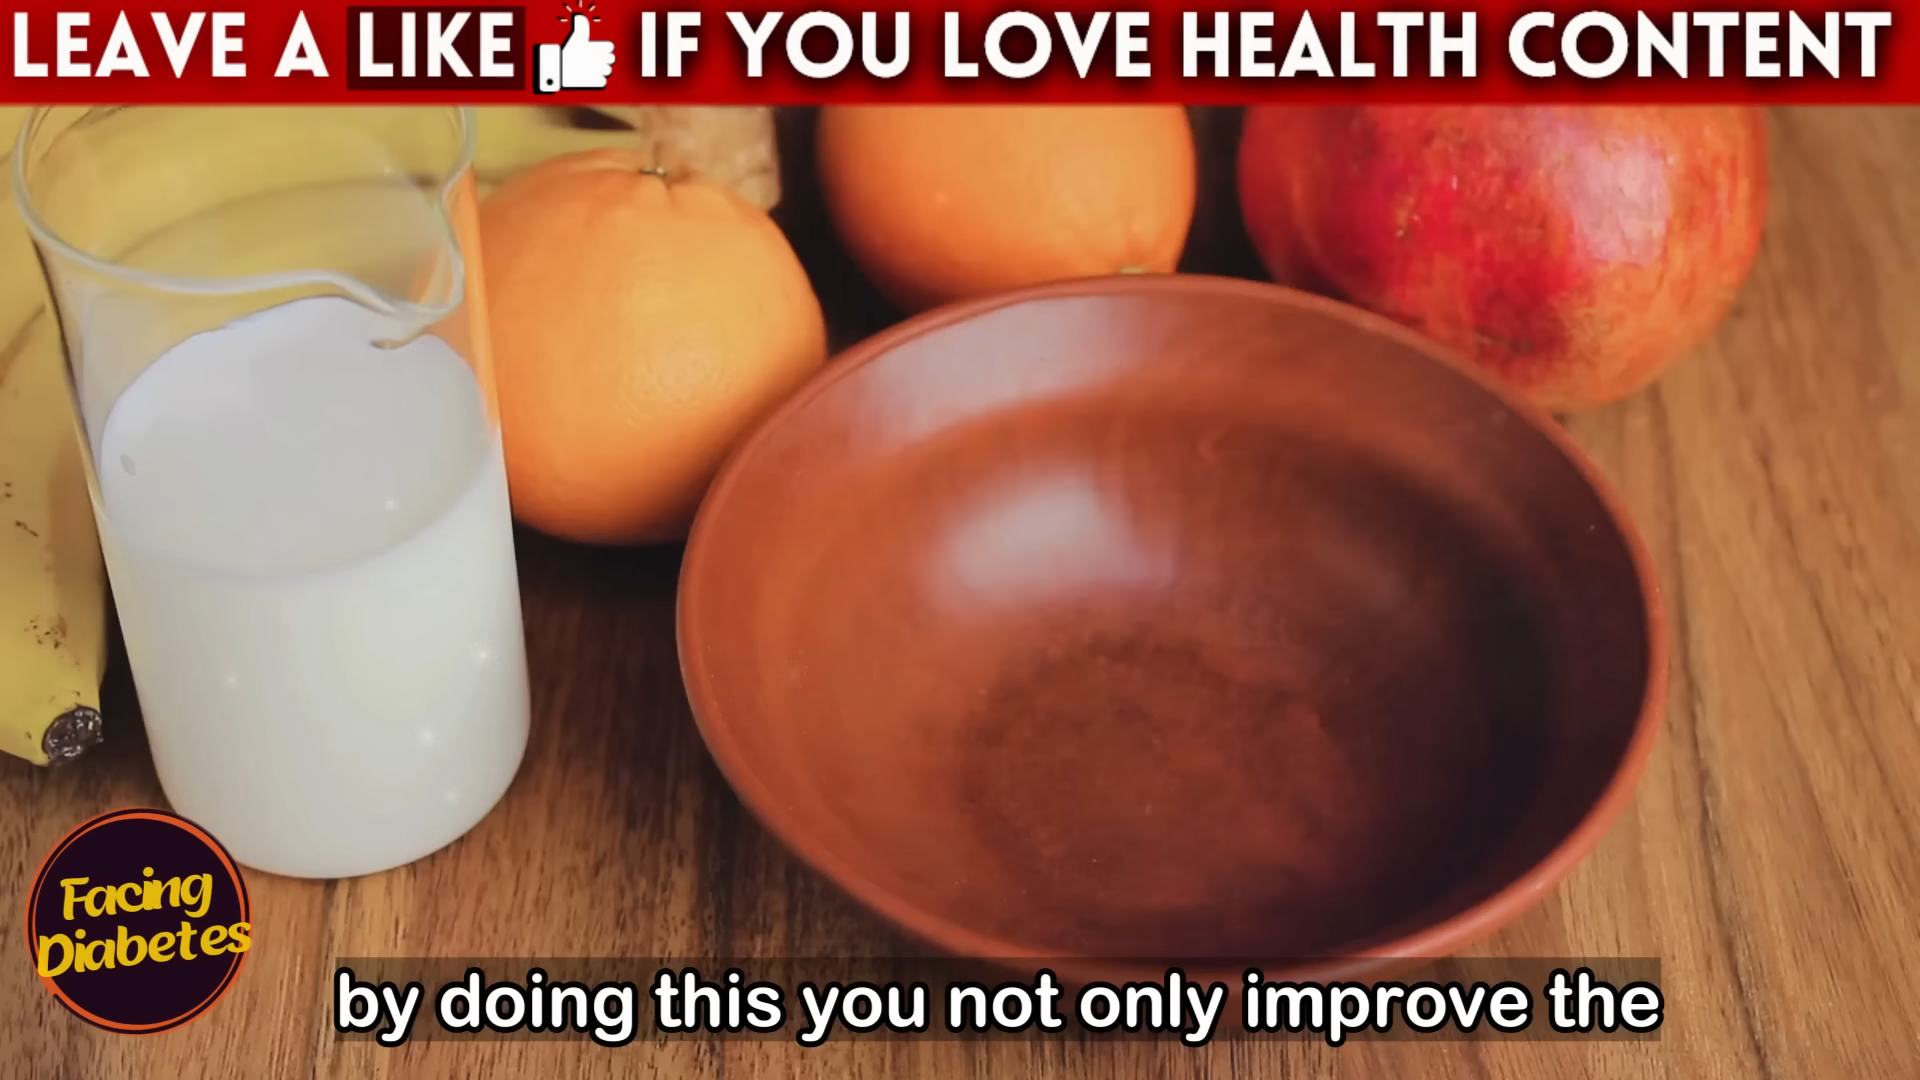 LEAVE A LIKE IF YOU LOVE HEALTH CONTENT
Facing
Diabetes
by doing this you not only improve the